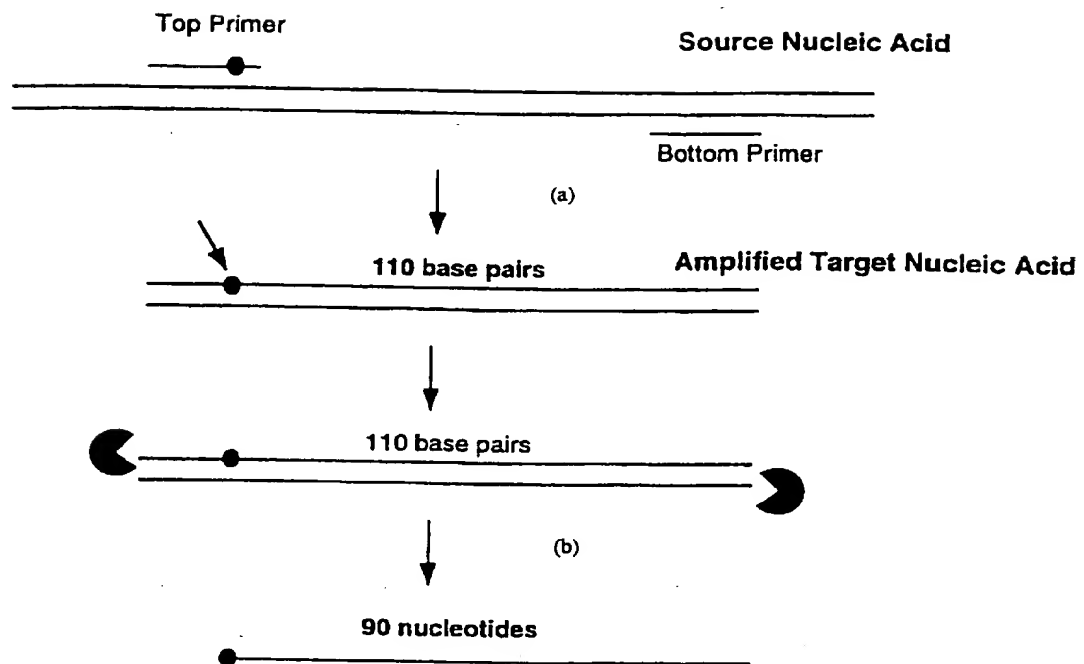 Top Primer
Source Nucleic Acid
Bottom Primer
(a)
110 base pairs
Amplified Target Nucleic Acid
110 base pairs
(b)
90 nucleotides